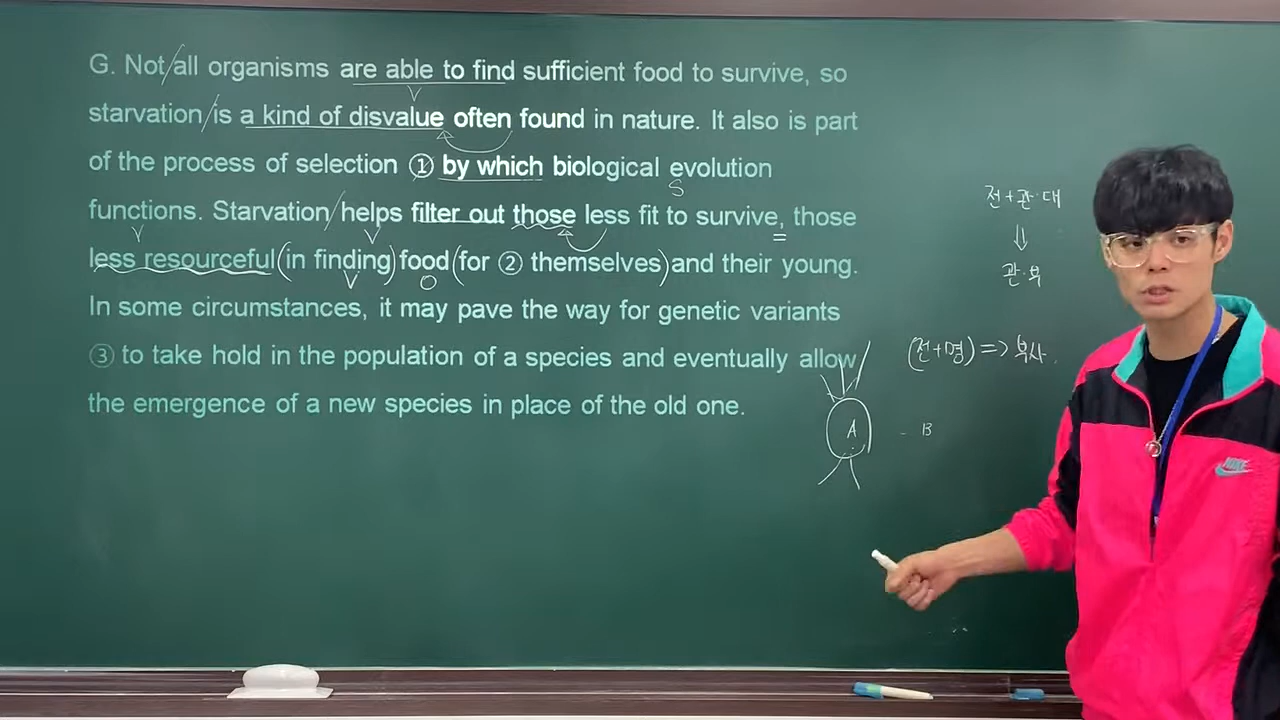 G. Not all organisms are able to find sufficient food to survive, so
starvation is a kind of disvalue often found in nature. It also is part
of the process of selection ① by which biological evolution
S
functions. Starvation helps filter out those less fit to survive, those
V
V
less resourceful (in finding) food (for ② themselves) and their young.
V
O
In some circumstances, it may pave the way for genetic variants
③ to take hold in the population of a species and eventually allow
the emergence of a new species in place of the old one.
전+관·대
⇓
관·부
(전+명) => 부사.
A - B
NIKE